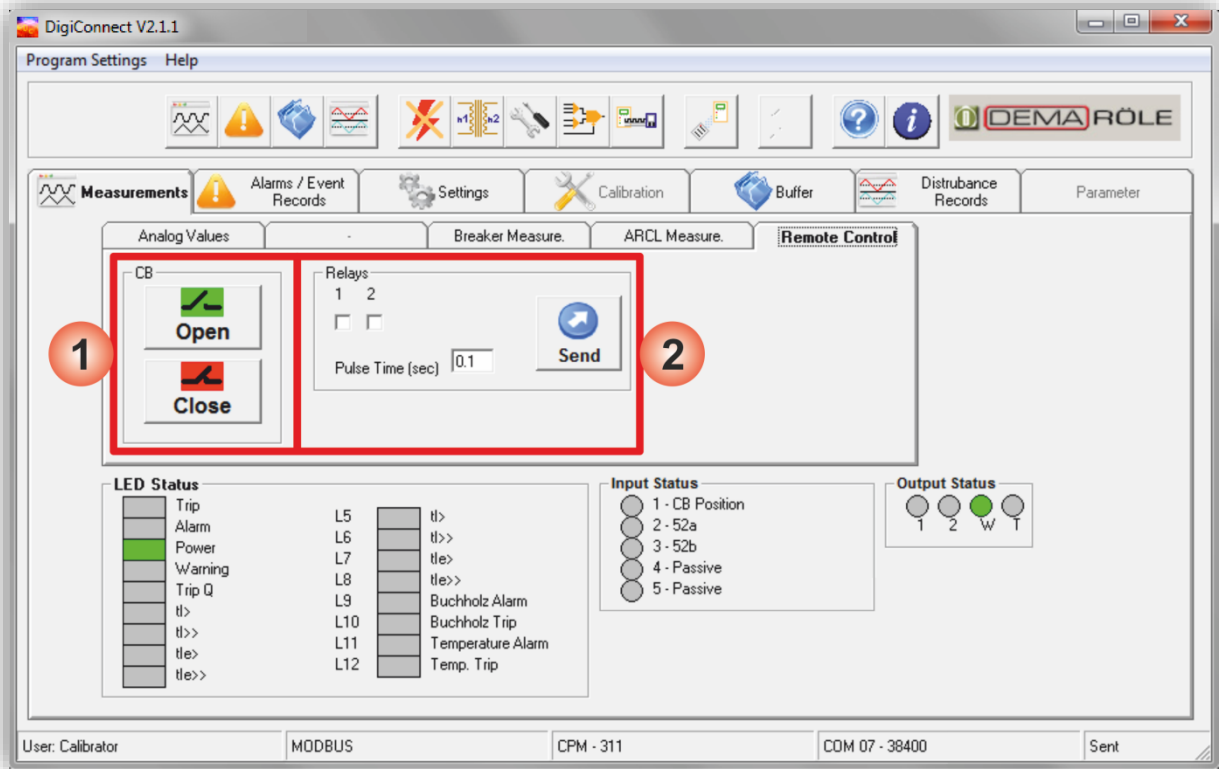 DigiConnect V2.1.1
Program Settings Help
n1 n2
DEMA RÖLE
Measurements
Alarms / Event
Records
Settings
Calibration
Buffer
Distrubance
Records
Parameter
Analog Values
-
Breaker Measure.
ARCL Measure.
Remote Control
CB
Open
Close
1
Relays
1 2
Pulse Time (sec) 0.1
Send
2
LED Status
Trip
Alarm
Power
Warning
Trip Q
tI>
tI>>
tIe>
tIe>>
L5 tI>
L6 tI>>
L7 tIe>
L8 tIe>>
L9 Buchholz Alarm
L10 Buchholz Trip
L11 Temperature Alarm
L12 Temp. Trip
Input Status
1 - CB Position
2 - 52a
3 - 52b
4 - Passive
5 - Passive
Output Status
1 2 W T
User: Calibrator MODBUS CPM - 311 COM 07 - 38400 Sent